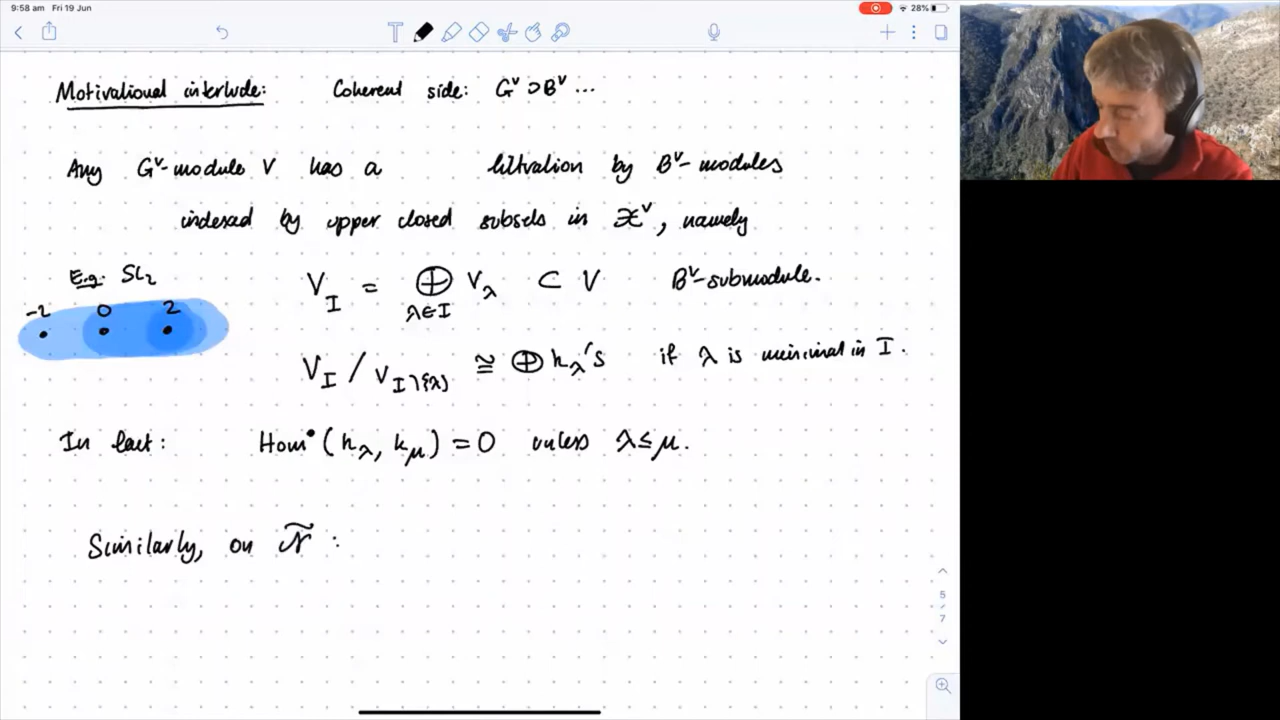 9:58 am Fri 19 Jun
28%
Motivational interlude: Coherent side: G^∨ ⊃ B^∨ ...
Any G^∨-module V has a filtration by B^∨-modules
indexed by upper closed subsets in 𝒳^∨, namely
E.g. SL_2
-2 0 2
V_I = ⊕_{λ∈I} V_λ ⊂ V B^∨-submodule.
V_I / V_{I∖{λ}} ≅ ⊕ k_λ's if λ is minimal in I.
In fact: Hom^•(k_λ, k_μ) = 0 unless λ ≤ μ.
Similarly, on Ñ :
5
/
7